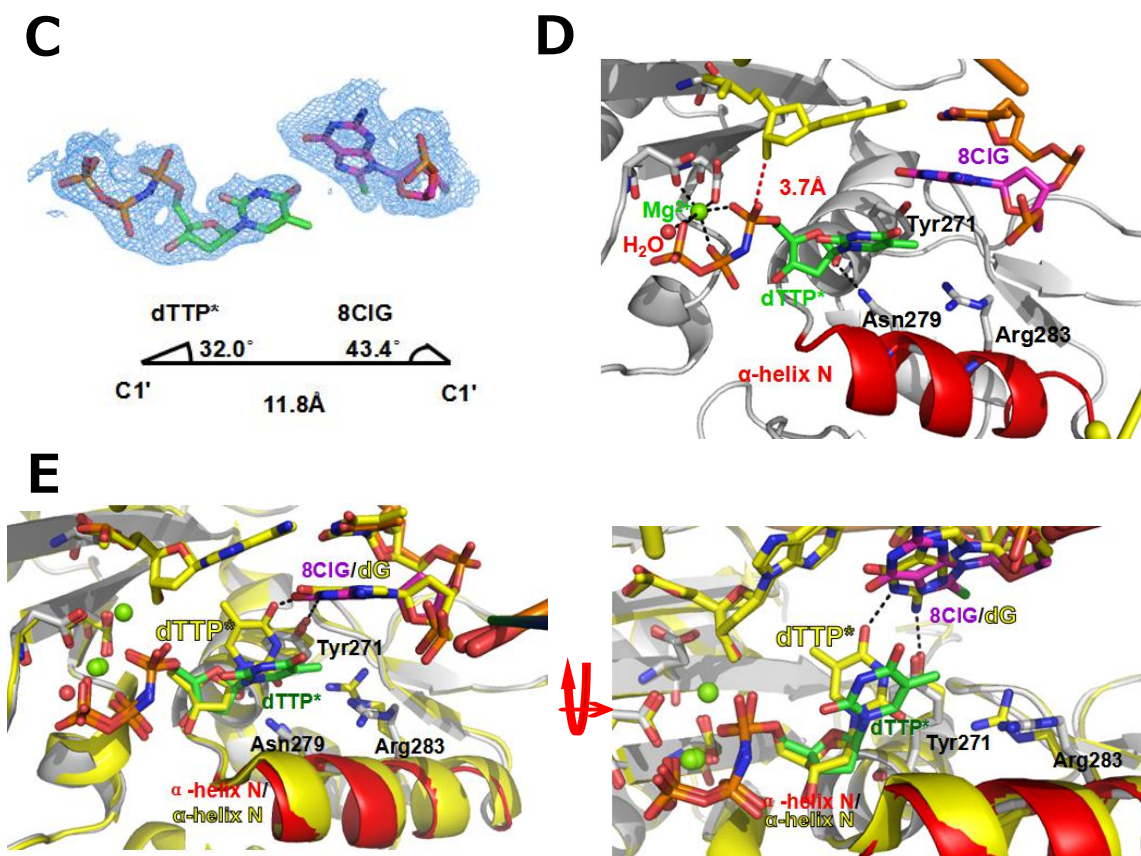 C
dTTP* 8ClG
32.0° 43.4°
C1' C1'
11.8Å
D
8ClG
3.7Å
Mg²⁺
Tyr271
H₂O
dTTP*
Asn279
Arg283
α-helix N
E
8ClG/dG
dTTP*
Tyr271
dTTP*
Asn279 Arg283
α-helix N/
α-helix N
8ClG/dG
dTTP*
dTTP*
Tyr271
Arg283
α-helix N/
α-helix N